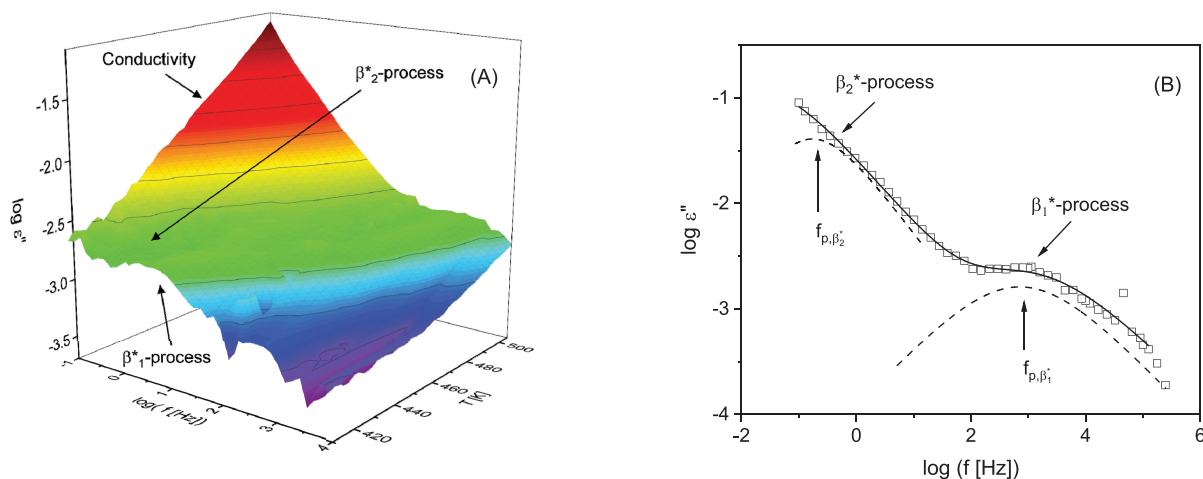 Conductivity
β*2-process
(A)
-1.5
-2.0
-2.5
-3.0
-3.5
log ε"
β*1-process
-1
0
1
2
3
4
log( f [Hz])
420
440
460
480
500
T[K]
(B)
β2*-process
β1*-process
fp,β2*
fp,β1*
-1
-2
-3
-4
log ε"
-2
0
2
4
6
log (f [Hz])